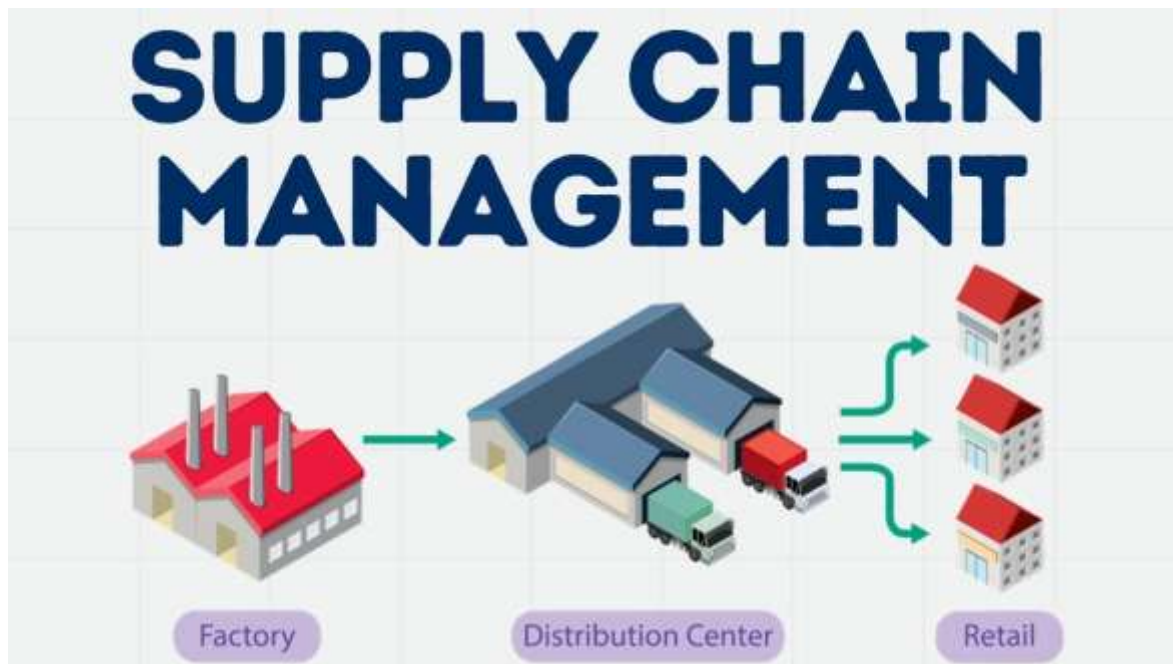 SUPPLY CHAIN
MANAGEMENT
Factory
Distribution Center
Retail